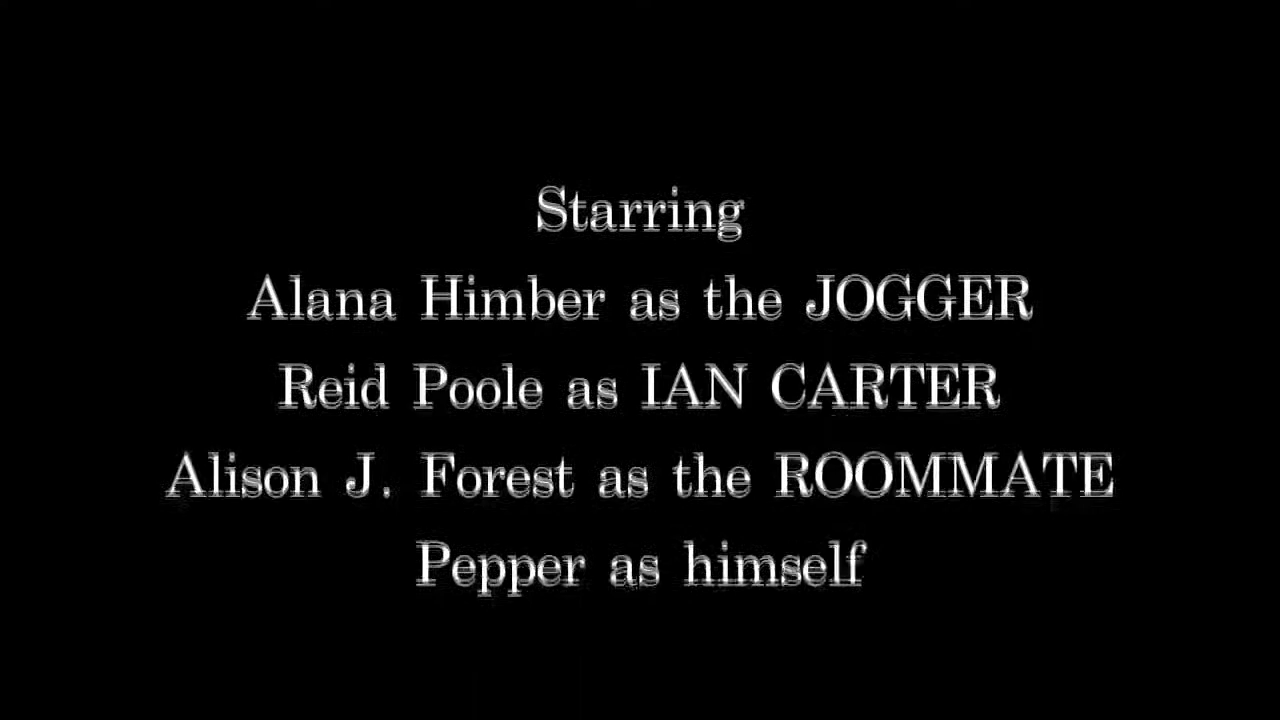 Starring
Alana Himber as the JOGGER
Reid Poole as IAN CARTER
Alison J. Forest as the ROOMMATE
Pepper as himself